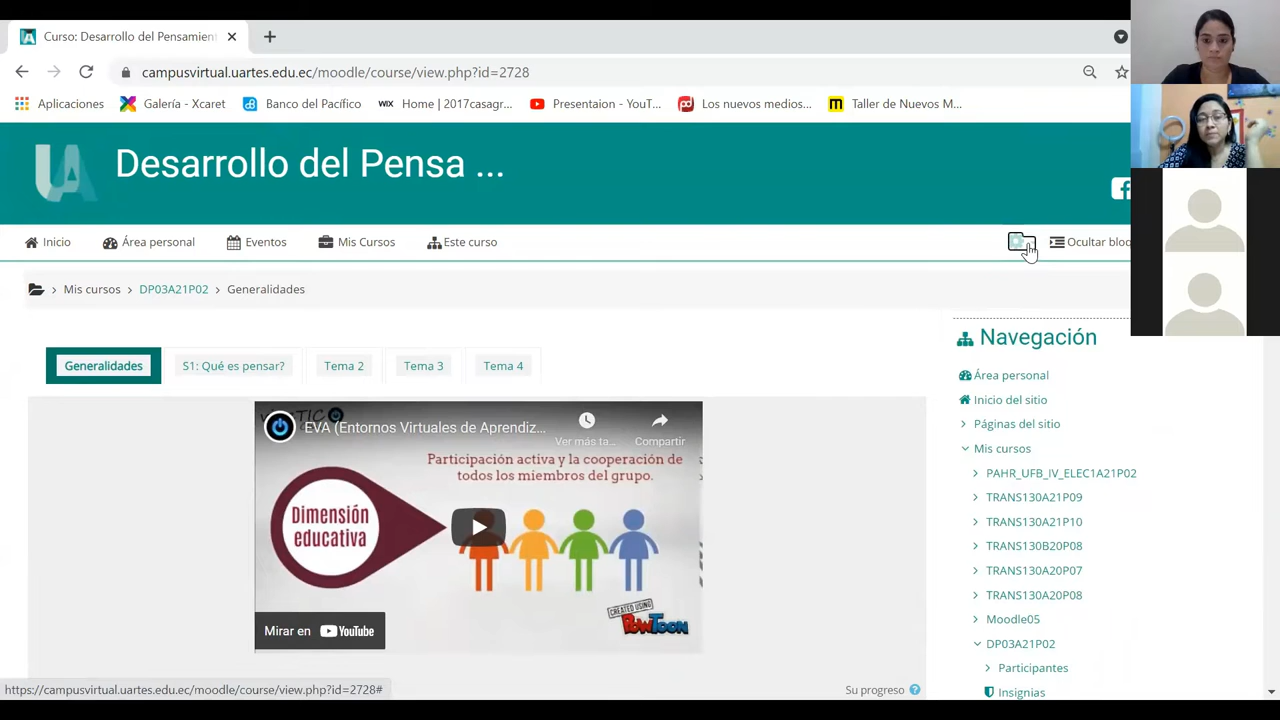 Curso: Desarrollo del Pensamien
campusvirtual.uartes.edu.ec/moodle/course/view.php?id=2728
Aplicaciones
Galería - Xcaret
Banco del Pacífico
WIX Home | 2017casagr...
Presentaion - YouT...
Los nuevos medios...
Taller de Nuevos M...
UA
Desarrollo del Pensa ...
Inicio
Área personal
Eventos
Mis Cursos
Este curso
Ocultar bloq
Mis cursos > DP03A21P02 > Generalidades
Generalidades
S1: Qué es pensar?
Tema 2
Tema 3
Tema 4
EVA (Entornos Virtuales de Aprendiz...
Ver más ta...
Compartir
Participación activa y la cooperación de
todos los miembros del grupo.
Dimensión
educativa
CREATED USING
POWTOON
Mirar en YouTube
Navegación
Área personal
Inicio del sitio
Páginas del sitio
Mis cursos
PAHR_UFB_IV_ELEC1A21P02
TRANS130A21P09
TRANS130A21P10
TRANS130B20P08
TRANS130A20P07
TRANS130A20P08
Moodle05
DP03A21P02
Participantes
Insignias
Su progreso
https://campusvirtual.uartes.edu.ec/moodle/course/view.php?id=2728#